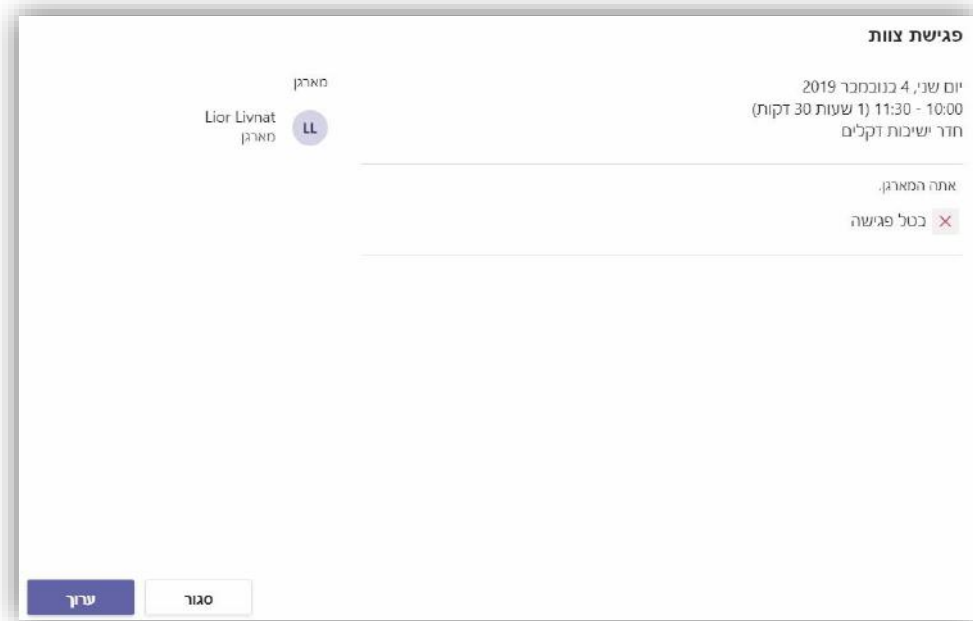 פגישת צוות
יום שני, 4 בנובמבר 2019
10:00 - 11:30 (1 שעות 30 דקות)
חדר ישיבות דקלים
אתה המארגן.
בטל פגישה
מארגן
Lior Livnat
LL
מארגן
סגור
ערוך